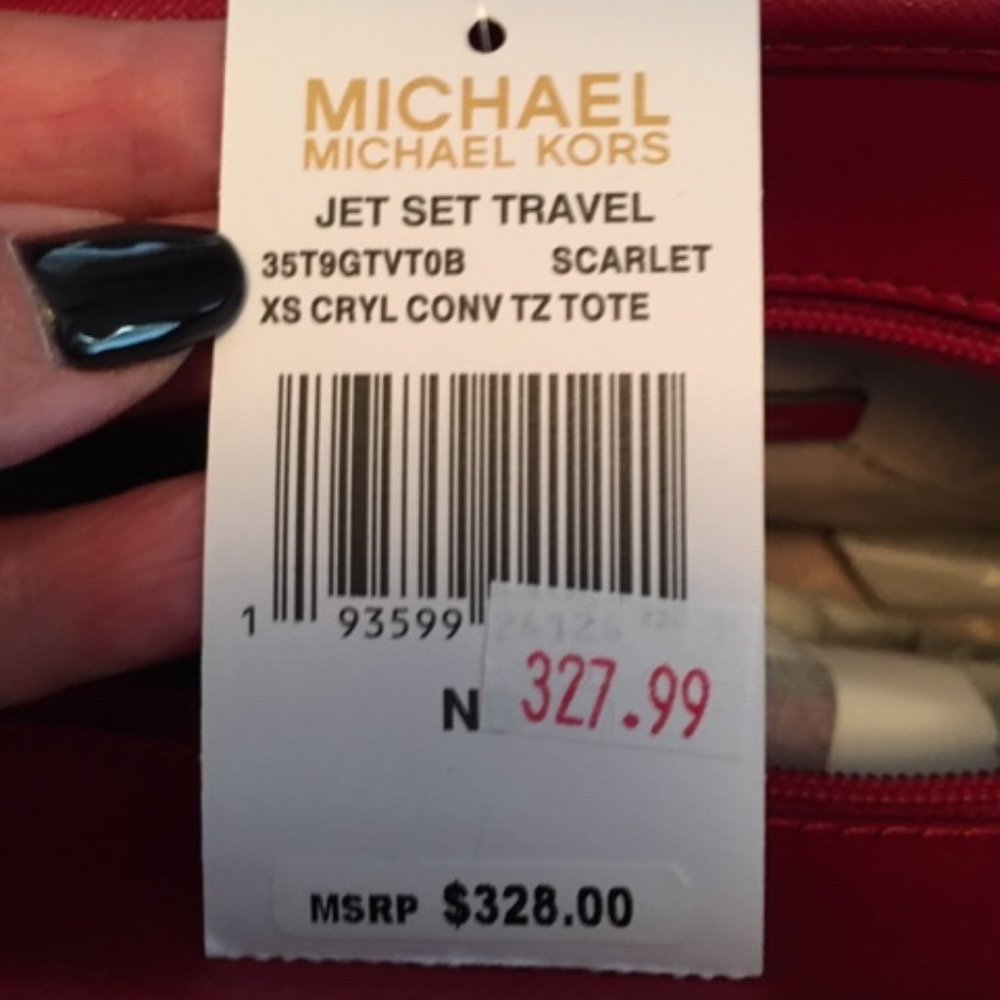 MICHAEL
MICHAEL KORS
JET SET TRAVEL
35T9GTVT0B SCARLET
XS CRYL CONV TZ TOTE
1 93599
327.99
N
MSRP $328.00